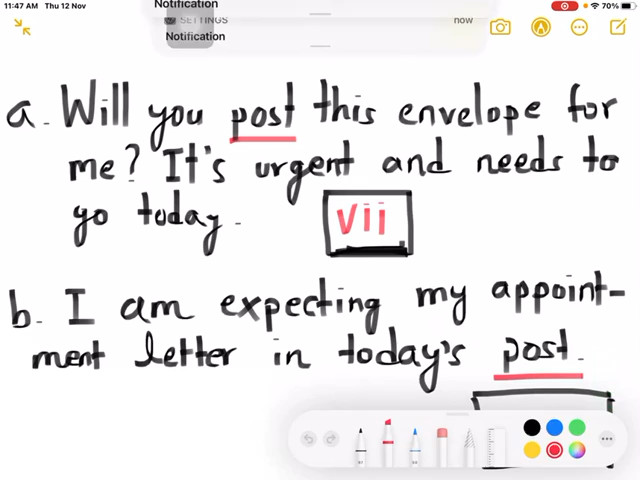 11:47 AM Thu 12 Nov
Notification
70%
SETTINGS
now
Notification
a. Will you post this envelope for
me? It's urgent and needs to
go today.
vii
b. I am expecting my appoint-
ment letter in today's post.